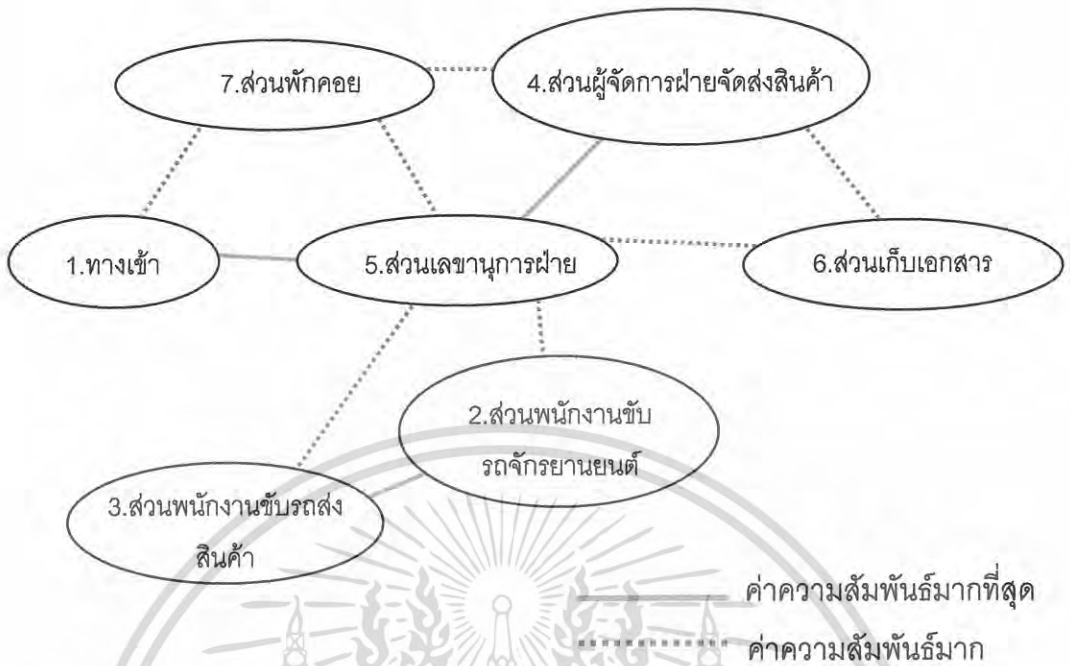 7.ส่วนพักคอย
4.ส่วนผู้จัดการฝ่ายจัดส่งสินค้า
1.ทางเข้า
5.ส่วนเลขานุการฝ่าย
6.ส่วนเก็บเอกสาร
2.ส่วนพนักงานขับ
รถจักรยานยนต์
3.ส่วนพนักงานขับรถส่ง
สินค้า
ค่าความสัมพันธ์มากที่สุด
ค่าความสัมพันธ์มาก